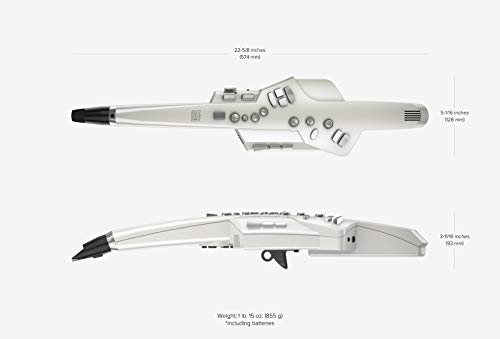 22-5/8 inches
(574 mm)
5-1/16 inches
(128 mm)
3-11/16 inches
(93 mm)
Weight: 1 lb. 15 oz. (855 g)
*including batteries